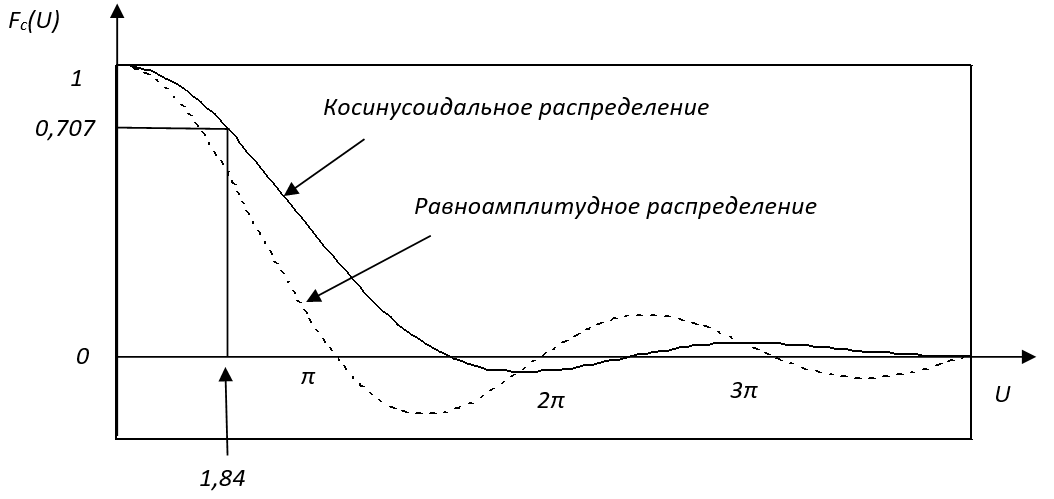 Fc(U)
1
Косинусоидальное распределение
0,707
Равноамплитудное распределение
0
π
2π
3π
U
1,84